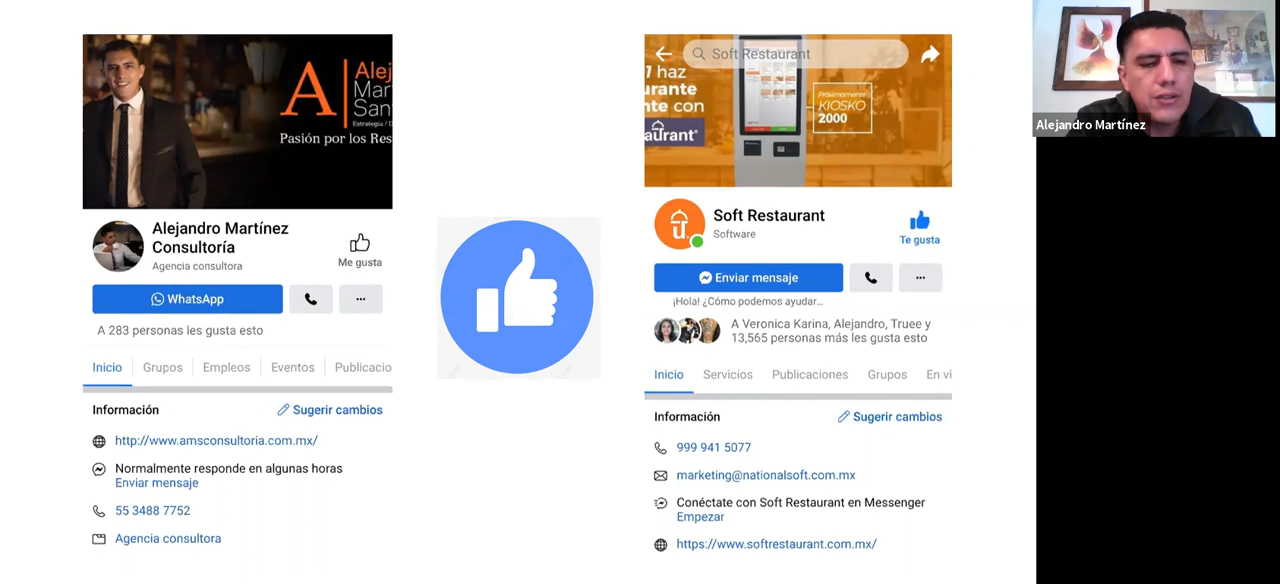 A
Alej
Mar
San
Estrategia / D
Pasión por los Res
Alejandro Martínez
Consultoría
Agencia consultora
Me gusta
WhatsApp
...
A 283 personas les gusta esto
Inicio
Grupos
Empleos
Eventos
Publicacio
Información
Sugerir cambios
http://www.amsconsultoria.com.mx/
Normalmente responde en algunas horas
Enviar mensaje
55 3488 7752
Agencia consultora
Soft Restaurant
1 haz
urante
nte con
aurant®
Próximamente
KIOSKO
2000
Soft Restaurant
Software
Te gusta
Enviar mensaje
...
¡Hola! ¿Cómo podemos ayudar...
A Veronica Karina, Alejandro, Truee y
13,565 personas más les gusta esto
Inicio
Servicios
Publicaciones
Grupos
En vi
Información
Sugerir cambios
999 941 5077
marketing@nationalsoft.com.mx
Conéctate con Soft Restaurant en Messenger
Empezar
https://www.softrestaurant.com.mx/
Alejandro Martínez